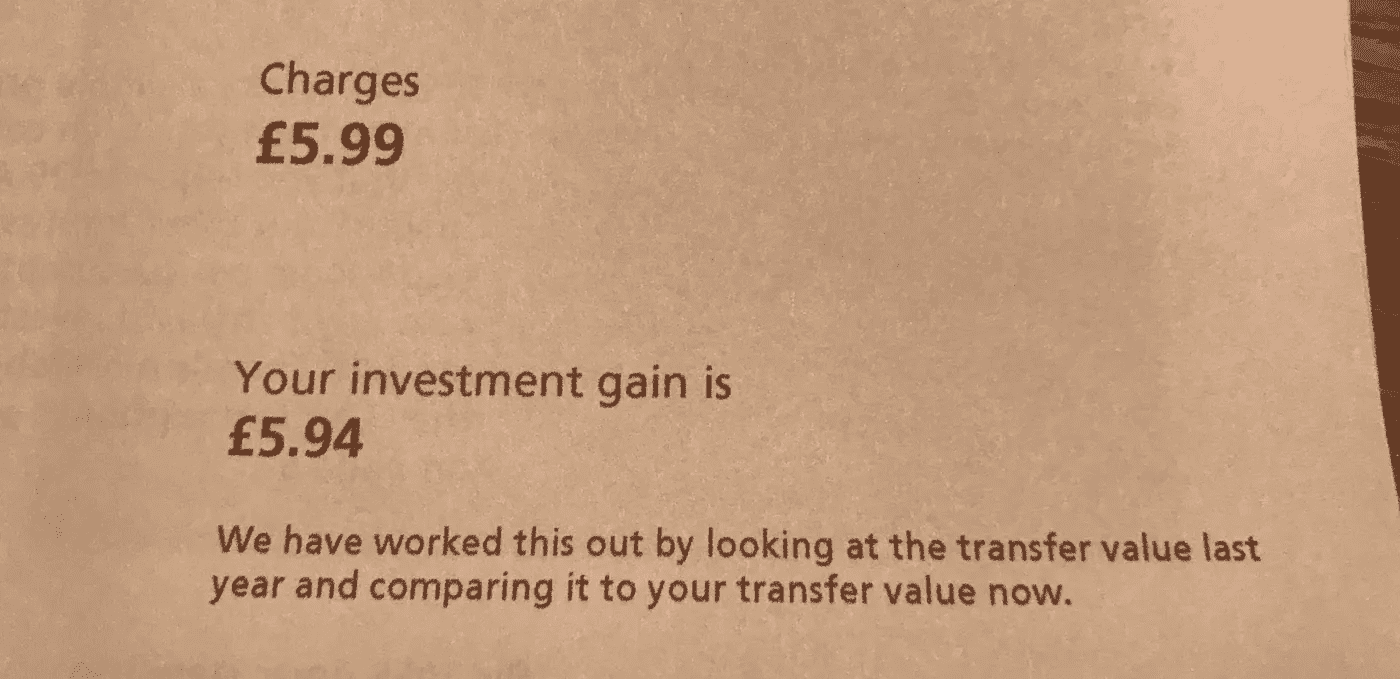 Charges
£5.99
Your investment gain is
£5.94
We have worked this out by looking at the transfer value last
year and comparing it to your transfer value now.